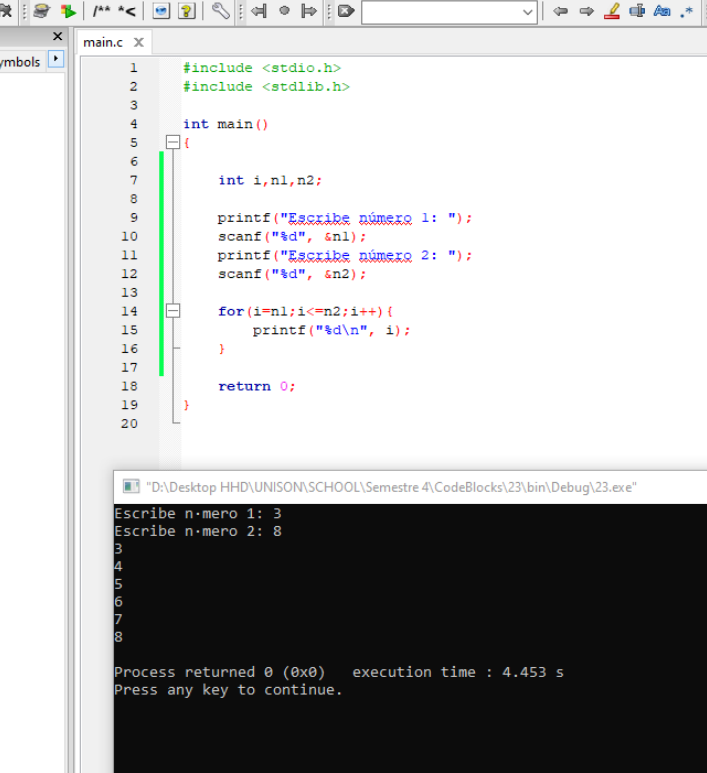 /** *<
ymbols
main.c X
1 #include <stdio.h>
2 #include <stdlib.h>
3
4 int main()
5 {
6
7 int i,n1,n2;
8
9 printf("Escribe número 1: ");
10 scanf("%d", &n1);
11 printf("Escribe número 2: ");
12 scanf("%d", &n2);
13
14 for(i=n1;i<=n2;i++){
15 printf("%d\n", i);
16 }
17
18 return 0;
19 }
20
"D:\Desktop HHD\UNISON\SCHOOL\Semestre 4\CodeBlocks\23\bin\Debug\23.exe"
Escribe n·mero 1: 3
Escribe n·mero 2: 8
3
4
5
6
7
8
Process returned 0 (0x0) execution time : 4.453 s
Press any key to continue.